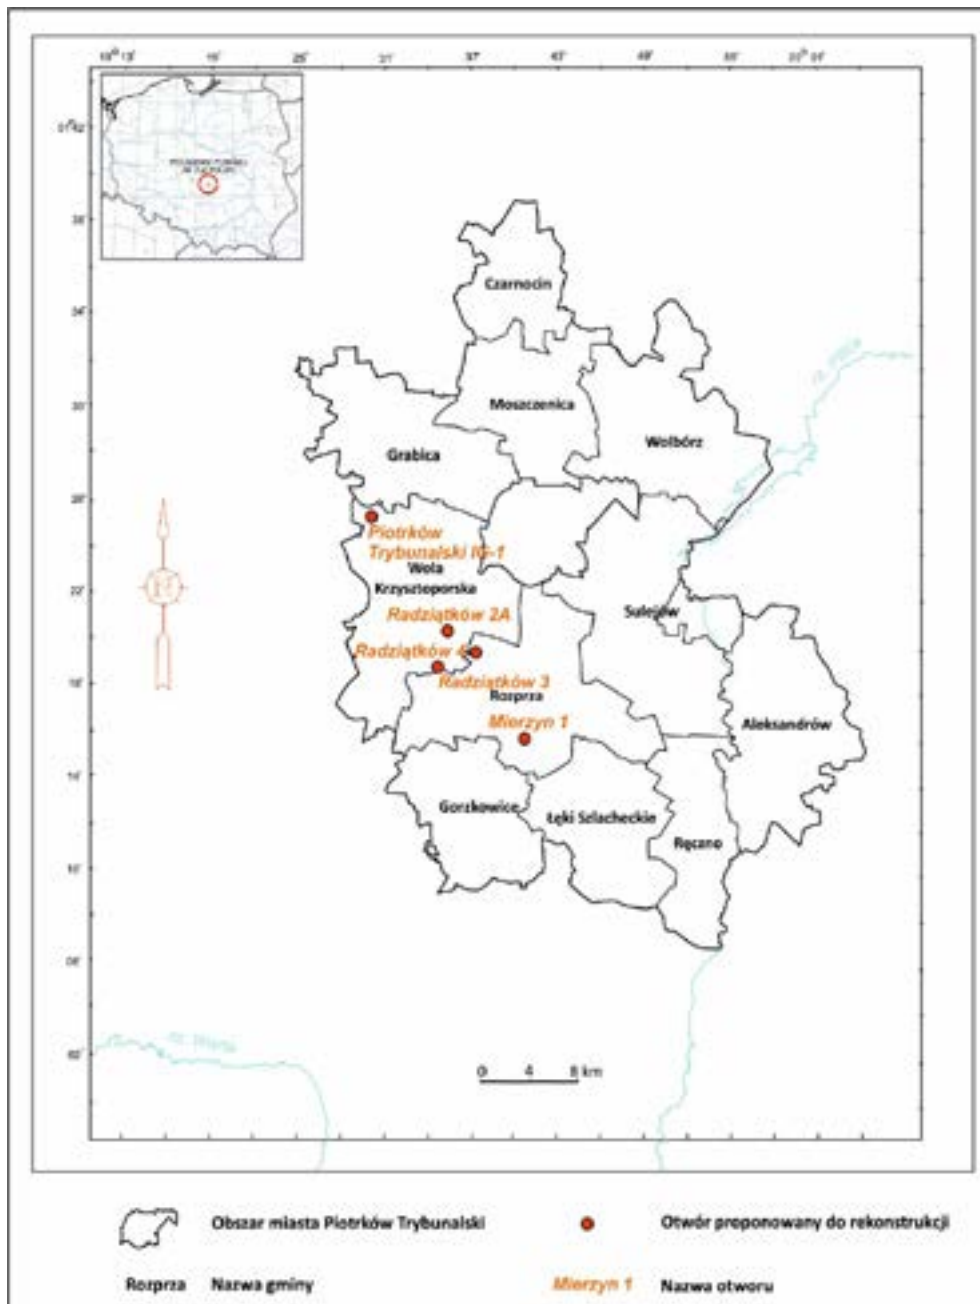 Czarnocin
Moszczenica
Wolbórz
Grabica
Piotrków
Trybunalski IG-1
Wola
Krzysztoporska
Radziątków 2A
Sulejów
Radziątków 4
Radziątków 3
Rozprza
Mierzyn 1
Aleksandrów
Gorzkowice
Łęki Szlacheckie
Ręczno
0 4 8 km
Obszar miasta Piotrków Trybunalski
Otwór proponowany do rekonstrukcji
Rozprza Nazwa gminy
Mierzyn 1 Nazwa otworu